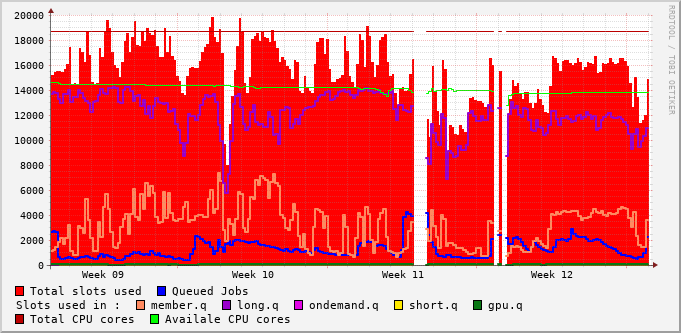 20000
18000
16000
14000
12000
10000
8000
6000
4000
2000
0
Week 09 Week 10 Week 11 Week 12
RRDTOOL / TOBI OETIKER
Total slots used Queued Jobs
Slots used in : member.q long.q ondemand.q short.q gpu.q
Total CPU cores Availale CPU cores